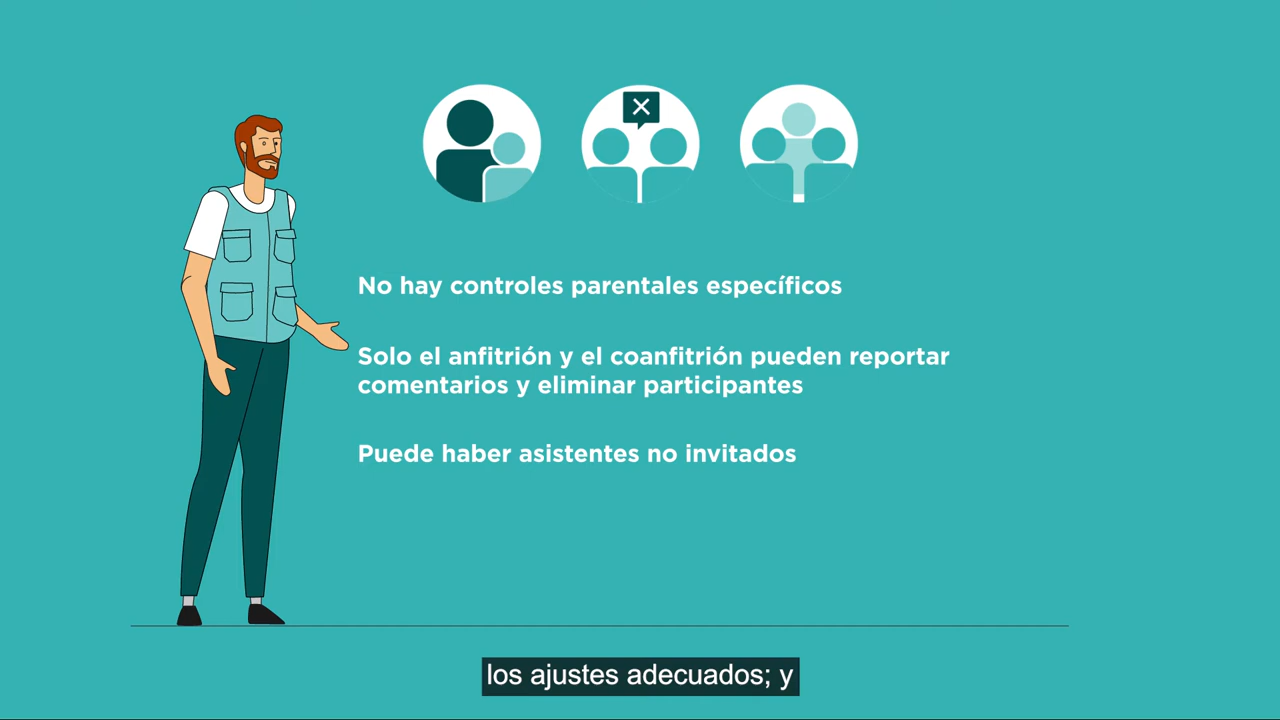 No hay controles parentales específicos
Solo el anfitrión y el coanfitrión pueden reportar
comentarios y eliminar participantes
Puede haber asistentes no invitados
los ajustes adecuados; y